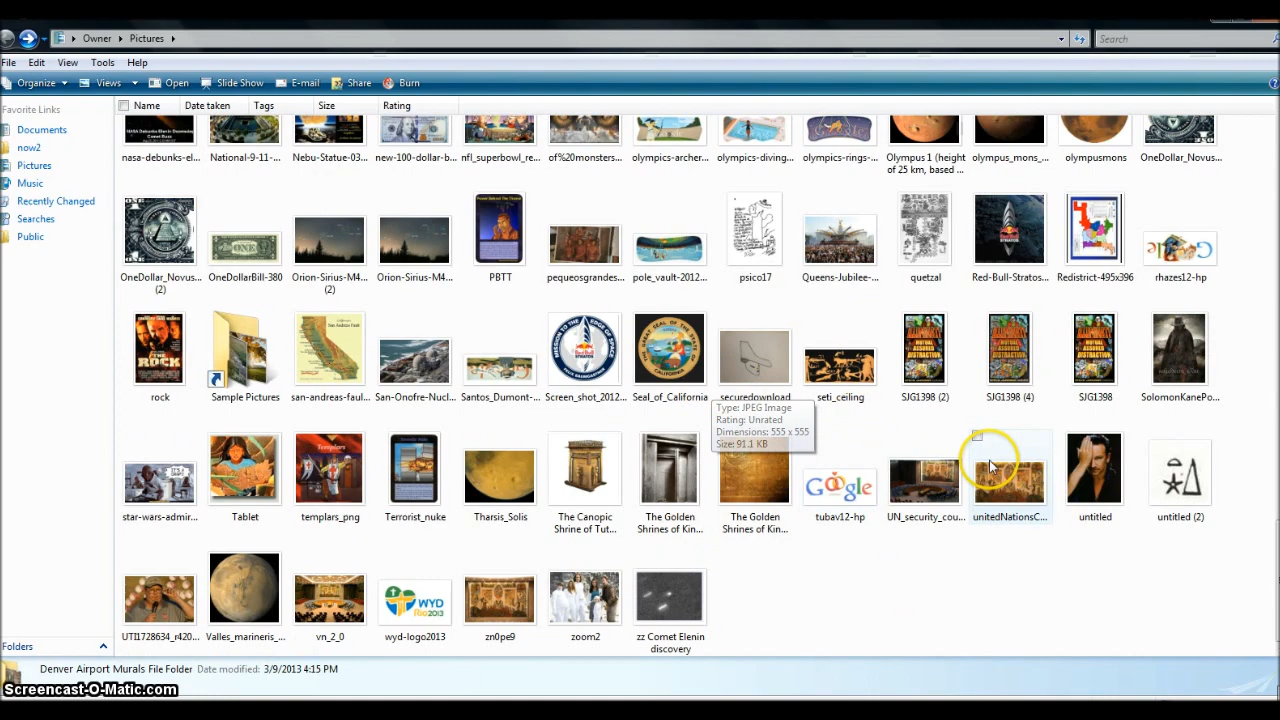 Owner ▸ Pictures ▸
Search
File Edit View Tools Help
Organize Views Open Slide Show E-mail Share Burn
Favorite Links
Documents
now2
Pictures
Music
Recently Changed
Searches
Public
Name Date taken Tags Size Rating
nasa-debunks-el... National-9-11-... Nebu-Statue-03... new-100-dollar-b... nfl_superbowl_re... of%20monsters... olympics-archer... olympics-diving... olympics-rings-... Olympus 1 (height olympus_mons_... olympusmons OneDollar_Novus...
of 25 km, based ...
OneDollar_Novus... OneDollarBill-380 Orion-Sirius-M4... Orion-Sirius-M4... PBTT pequeosgrandes... pole_vault-2012... psico17 Queens-Jubilee-... quetzal Red-Bull-Stratos... Redistrict-495x396 rhazes12-hp
(2) (2)
THE ROCK
rock Sample Pictures san-andreas-faul... San-Onofre-Nucl... Santos_Dumont-... Screen_shot_2012... Seal_of_California securedownload seti_ceiling SJG1398 (2) SJG1398 (4) SJG1398 SolomonKanePo...
Type: JPEG Image
Rating: Unrated
Dimensions: 555 x 555
Size: 91.1 KB
Templars
Google
star-wars-admir... Tablet templars_png Terrorist_nuke Tharsis_Solis The Canopic The Golden The Golden tubav12-hp UN_security_cou... unitedNationsC... untitled untitled (2)
Shrine of Tut... Shrines of Kin... Shrines of Kin...
WYD
Rio2013
UTI1728634_r420... Valles_marineris_... vn_2_0 wyd-logo2013 zn0pe9 zoom2 zz Comet Elenin
discovery
Folders
Denver Airport Murals File Folder Date modified: 3/9/2013 4:15 PM
Screencast-O-Matic.com